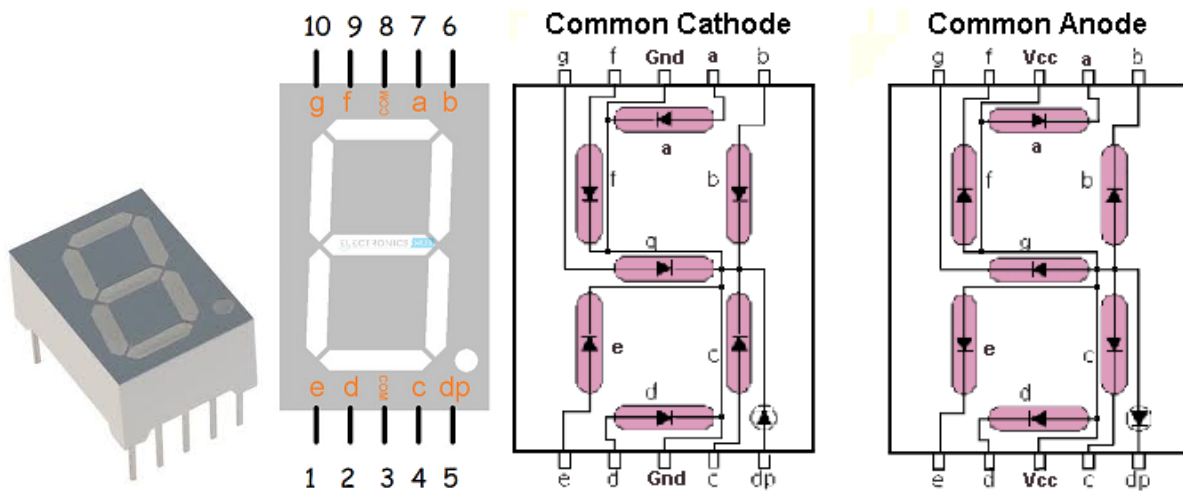 10 9 8 7 6
g f COM a b
ELECTRONICS HUB
e d COM c dp
1 2 3 4 5
Common Cathode
g f Gnd a b
a
f b
g
e c
d
e d Gnd c dp
Common Anode
g f Vcc a b
a
f b
g
e c
d
e d Vcc c dp